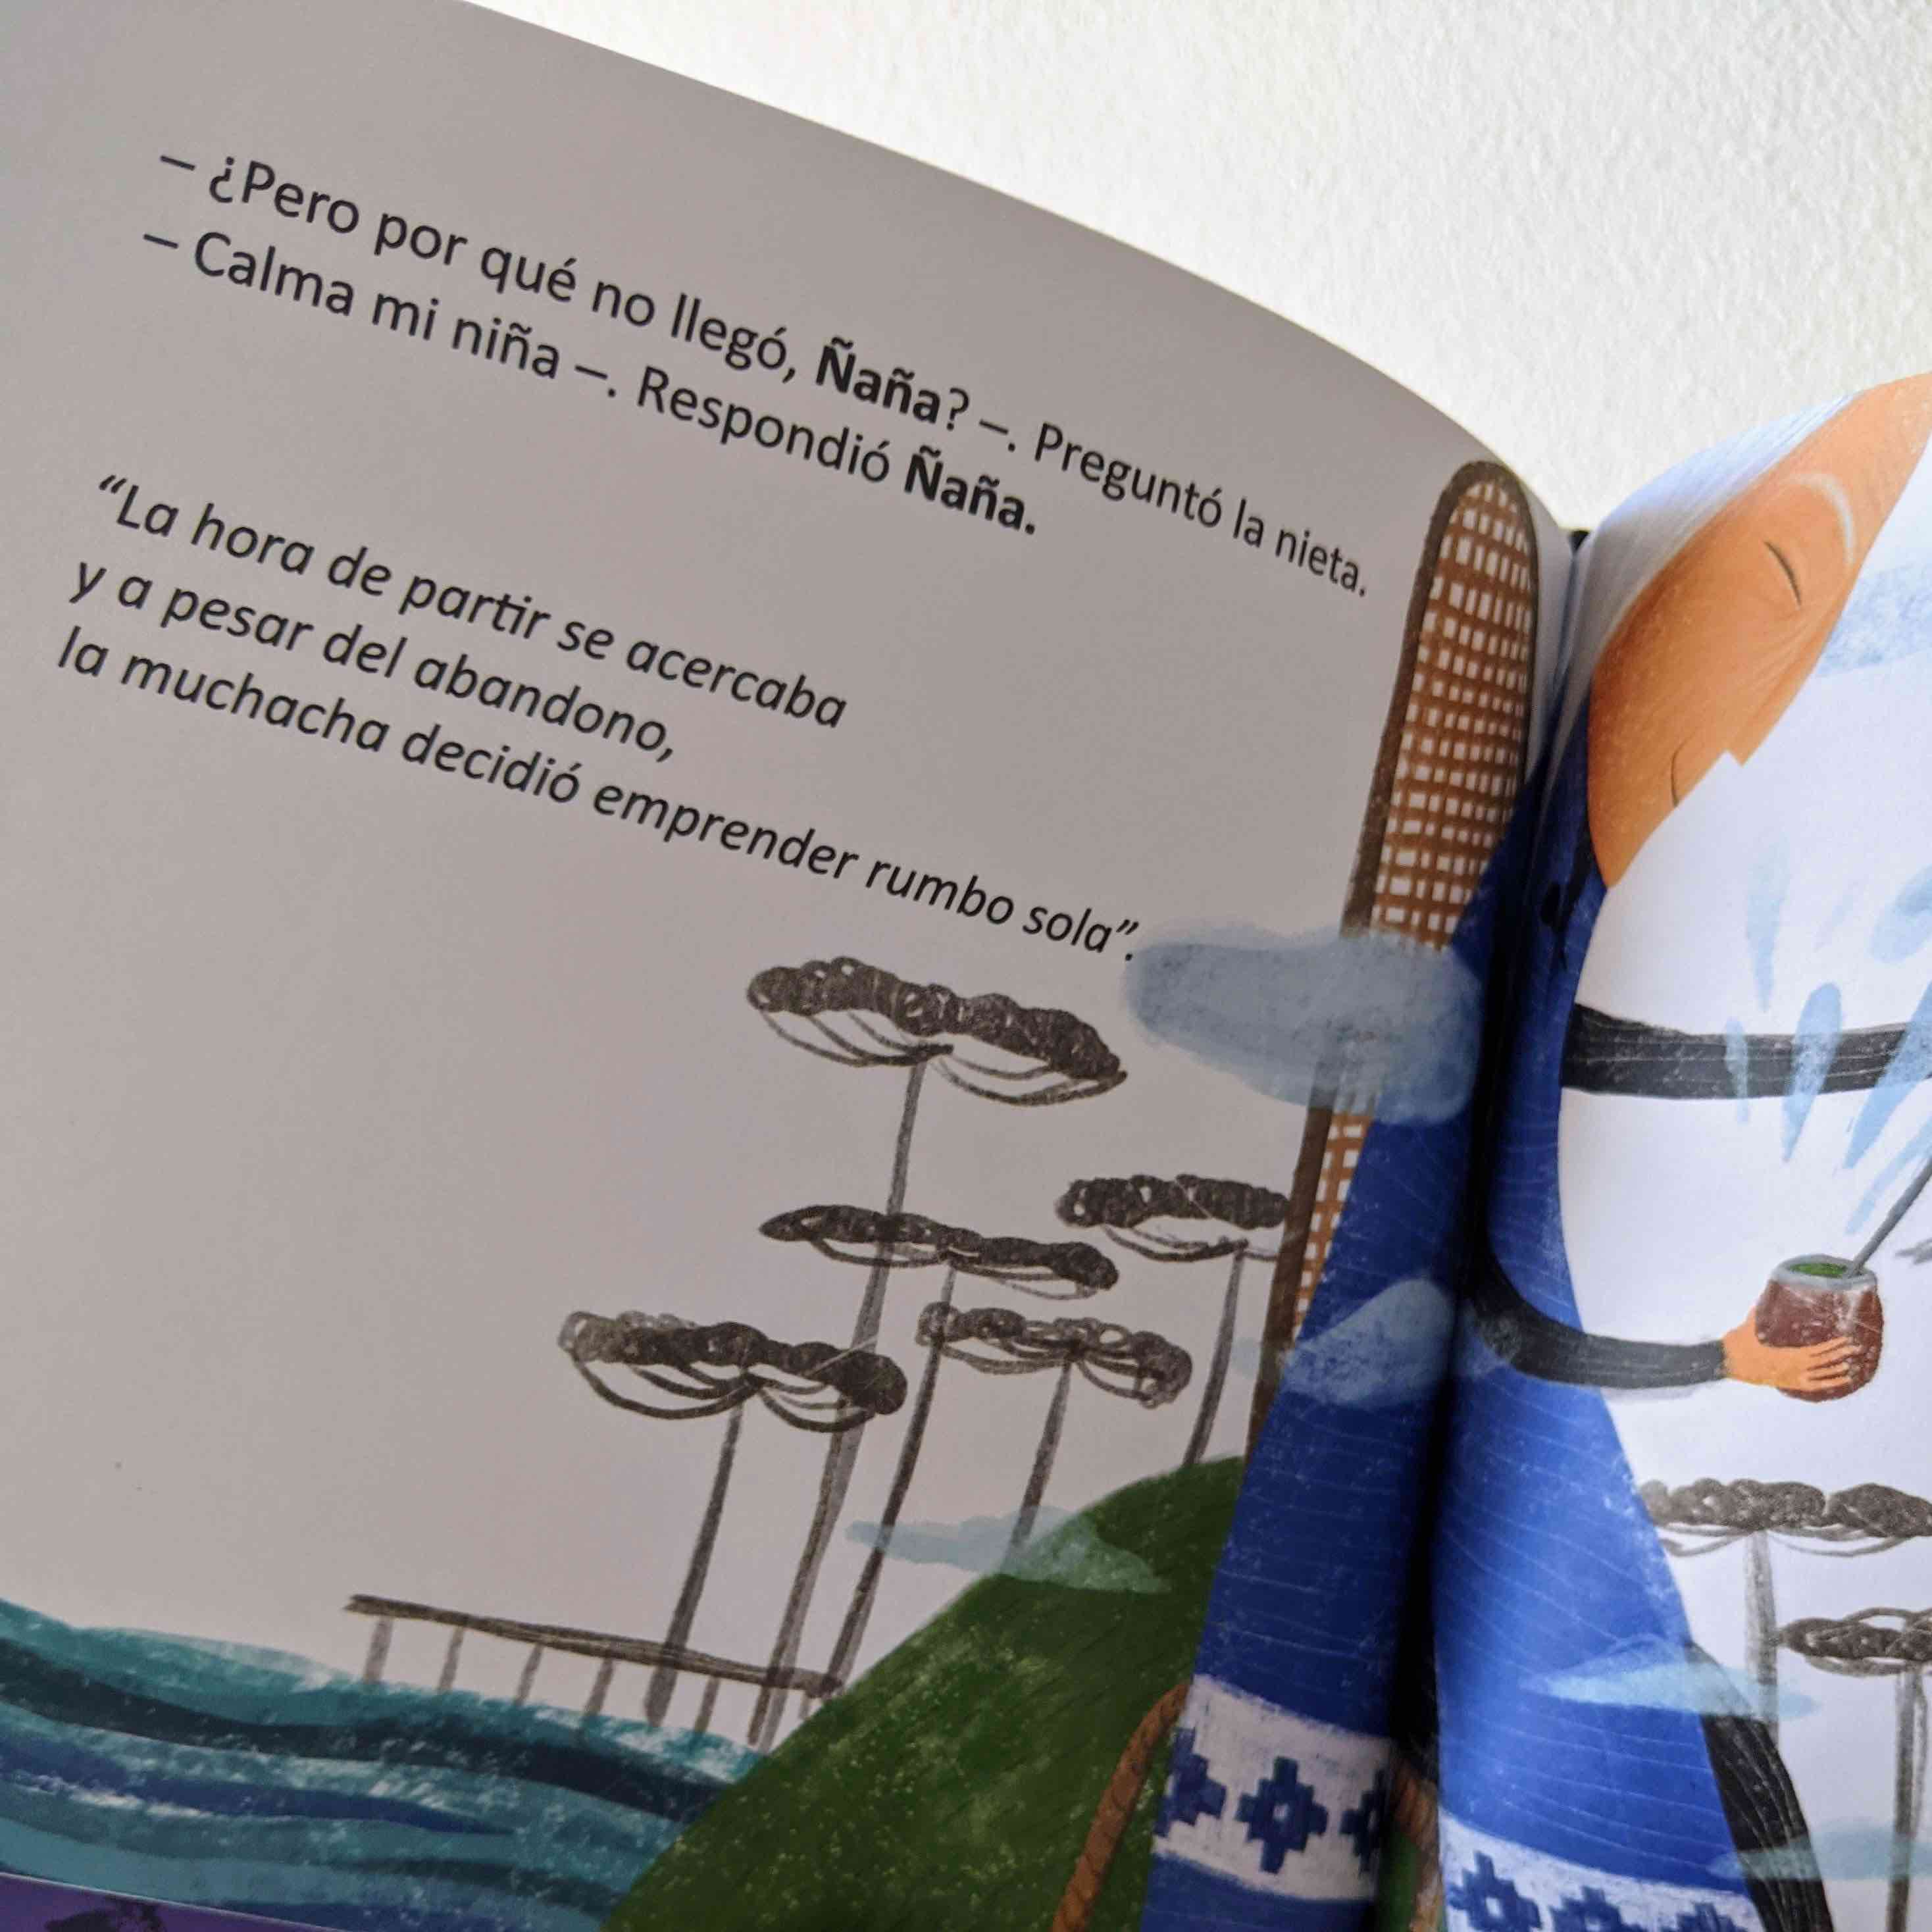 – ¿Pero por qué no llegó, Ñaña? –. Preguntó la nieta.
– Calma mi niña –. Respondió Ñaña.
“La hora de partir se acercaba
y a pesar del abandono,
la muchacha decidió emprender rumbo sola”.